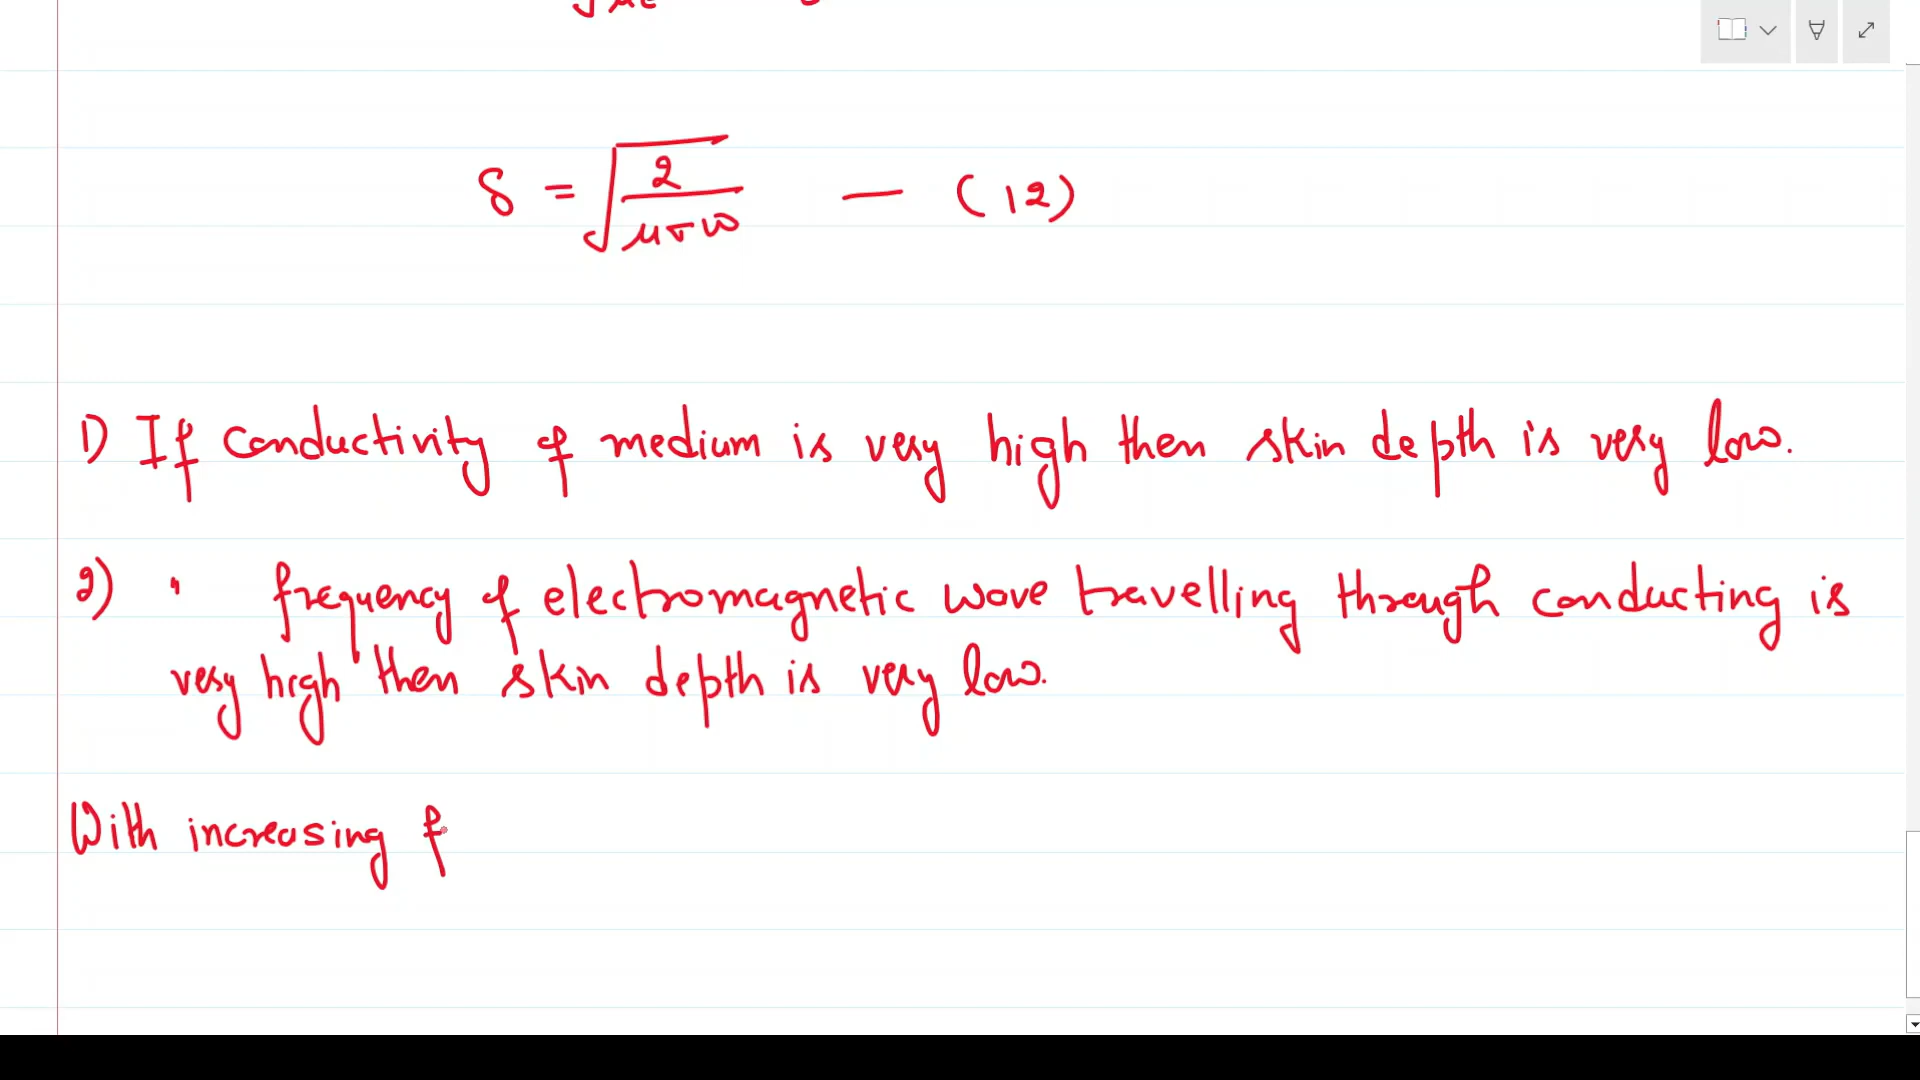 δ = √(2/μσω) — (12)
1) If conductivity of medium is very high then skin depth is very low.
2) " frequency of electromagnetic wave travelling through conducting is
very high then skin depth is very low.
With increasing f